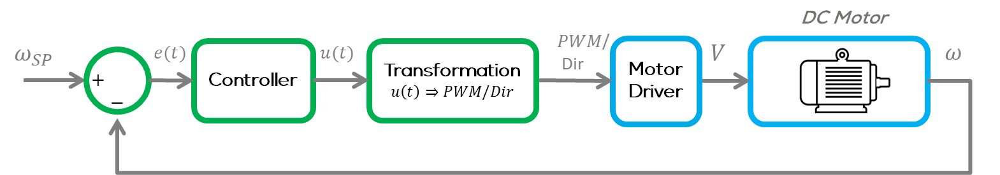 DC Motor
ω_SP
+
−
e(t)
Controller
u(t)
Transformation
u(t) ⇒ PWM/Dir
PWM/
Dir
Motor
Driver
V
ω